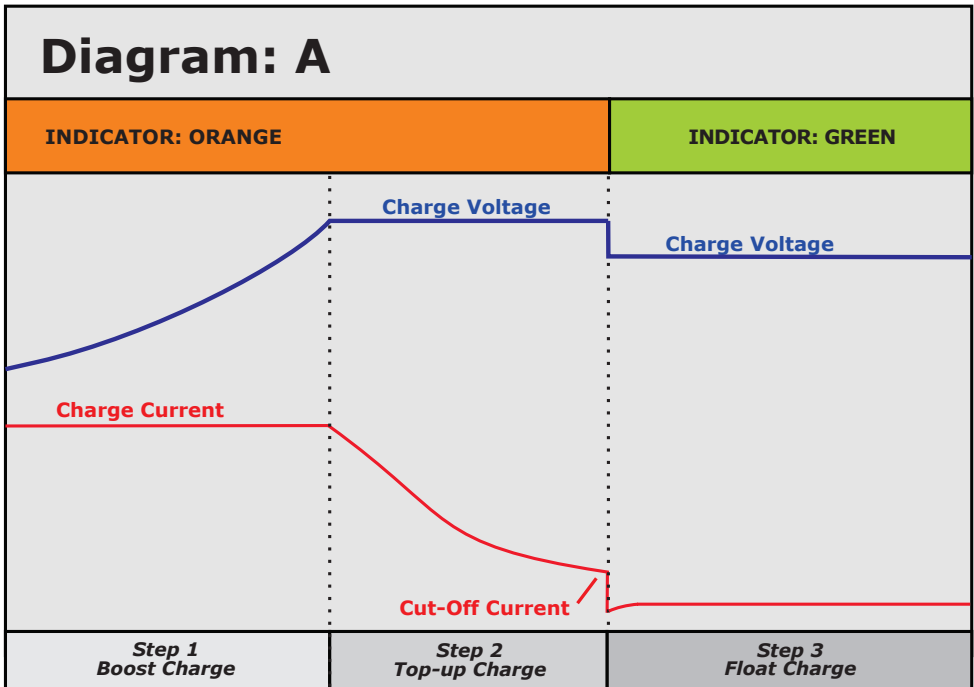 Diagram: A
INDICATOR: ORANGE
INDICATOR: GREEN
Charge Voltage
Charge Voltage
Charge Current
Cut-Off Current
Step 1
Boost Charge
Step 2
Top-up Charge
Step 3
Float Charge